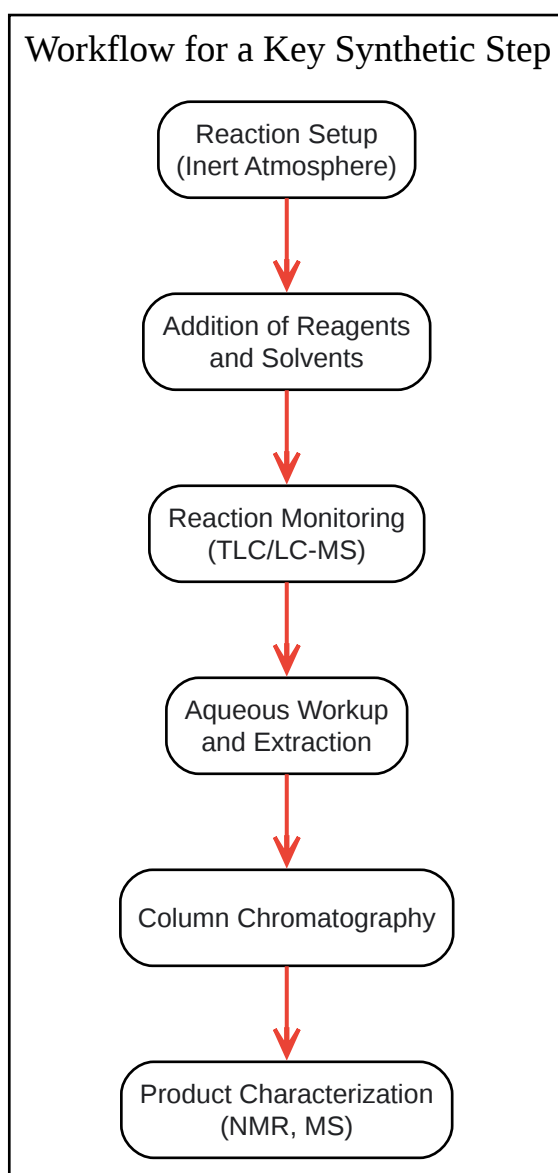 Workflow for a Key Synthetic Step
Reaction Setup
(Inert Atmosphere)
Addition of Reagents
and Solvents
Reaction Monitoring
(TLC/LC-MS)
Aqueous Workup
and Extraction
Column Chromatography
Product Characterization
(NMR, MS)